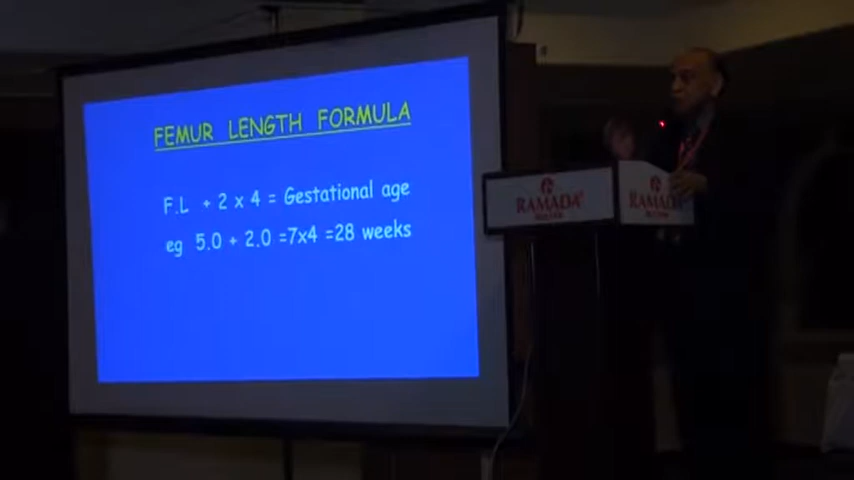 FEMUR LENGTH FORMULA
F.L + 2 x 4 = Gestational age
eg 5.0 + 2.0 =7x4 =28 weeks
RAMADA
RAMADA